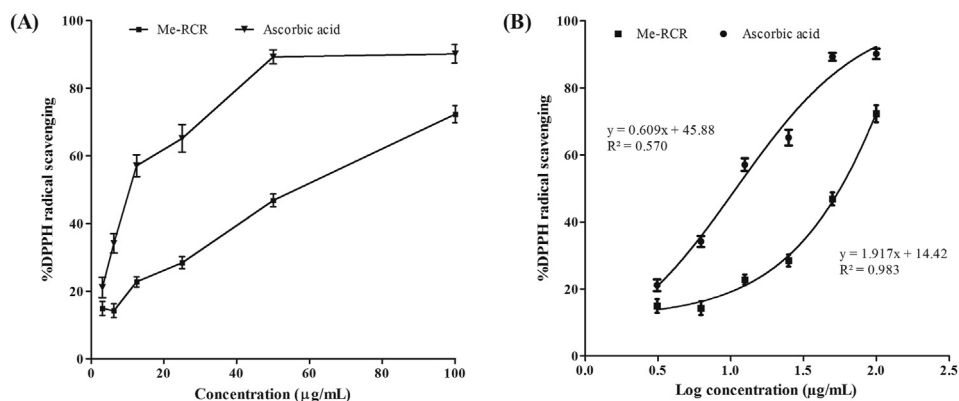 (A)
Me-RCR
Ascorbic acid
%DPPH radical scavenging
100
80
60
40
20
0
0 20 40 60 80 100
Concentration (µg/mL)
(B)
Me-RCR
Ascorbic acid
%DPPH radical scavenging
100
80
60
40
20
0
y = 0.609x + 45.88
R² = 0.570
y = 1.917x + 14.42
R² = 0.983
0.0 0.5 1.0 1.5 2.0 2.5
Log concentration (µg/mL)